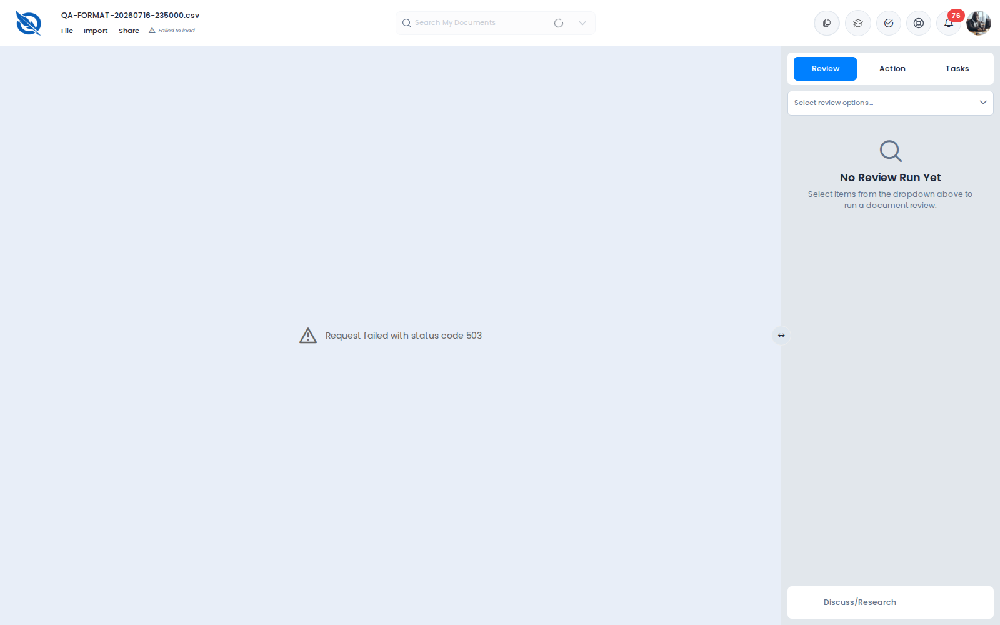 QA-FORMAT-20260716-235000.csv
File Import Share Failed to load
Search My Documents
76
Review Action Tasks
Select review options...
No Review Run Yet
Select items from the dropdown above to
run a document review.
Request failed with status code 503
Discuss/Research